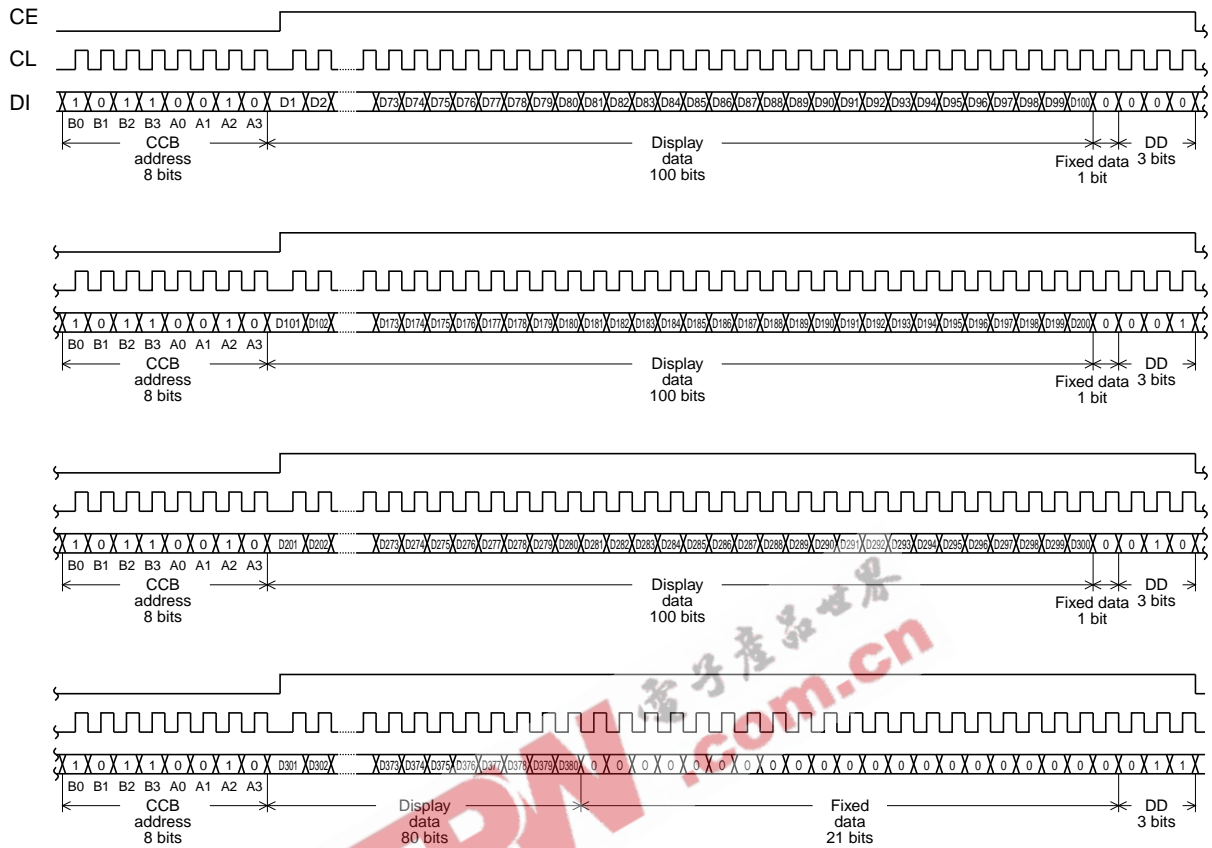 CE
CL
DI 1 0 1 1 0 0 1 0 D1 D2 D73 D74 D75 D76 D77 D78 D79 D80 D81 D82 D83 D84 D85 D86 D87 D88 D89 D90 D91 D92 D93 D94 D95 D96 D97 D98 D99 D100 0 0 0 0
B0 B1 B2 B3 A0 A1 A2 A3
CCB address 8 bits
Display data 100 bits
Fixed data 1 bit
DD 3 bits
1 0 1 1 0 0 1 0 D101 D102 D173 D174 D175 D176 D177 D178 D179 D180 D181 D182 D183 D184 D185 D186 D187 D188 D189 D190 D191 D192 D193 D194 D195 D196 D197 D198 D199 D200 0 0 0 1
B0 B1 B2 B3 A0 A1 A2 A3
CCB address 8 bits
Display data 100 bits
Fixed data 1 bit
DD 3 bits
1 0 1 1 0 0 1 0 D201 D202 D273 D274 D275 D276 D277 D278 D279 D280 D281 D282 D283 D284 D285 D286 D287 D288 D289 D290 D291 D292 D293 D294 D295 D296 D297 D298 D299 D300 0 0 1 0
B0 B1 B2 B3 A0 A1 A2 A3
CCB address 8 bits
Display data 100 bits
Fixed data 1 bit
DD 3 bits
電子產品世界
PW
.com.cn
1 0 1 1 0 0 1 0 D301 D302 D373 D374 D375 D376 D377 D378 D379 D380 0 0 0 0 0 0 0 0 0 0 0 0 0 0 0 0 0 0 0 0 0 0 1 1
B0 B1 B2 B3 A0 A1 A2 A3
CCB address 8 bits
Display data 80 bits
Fixed data 21 bits
DD 3 bits